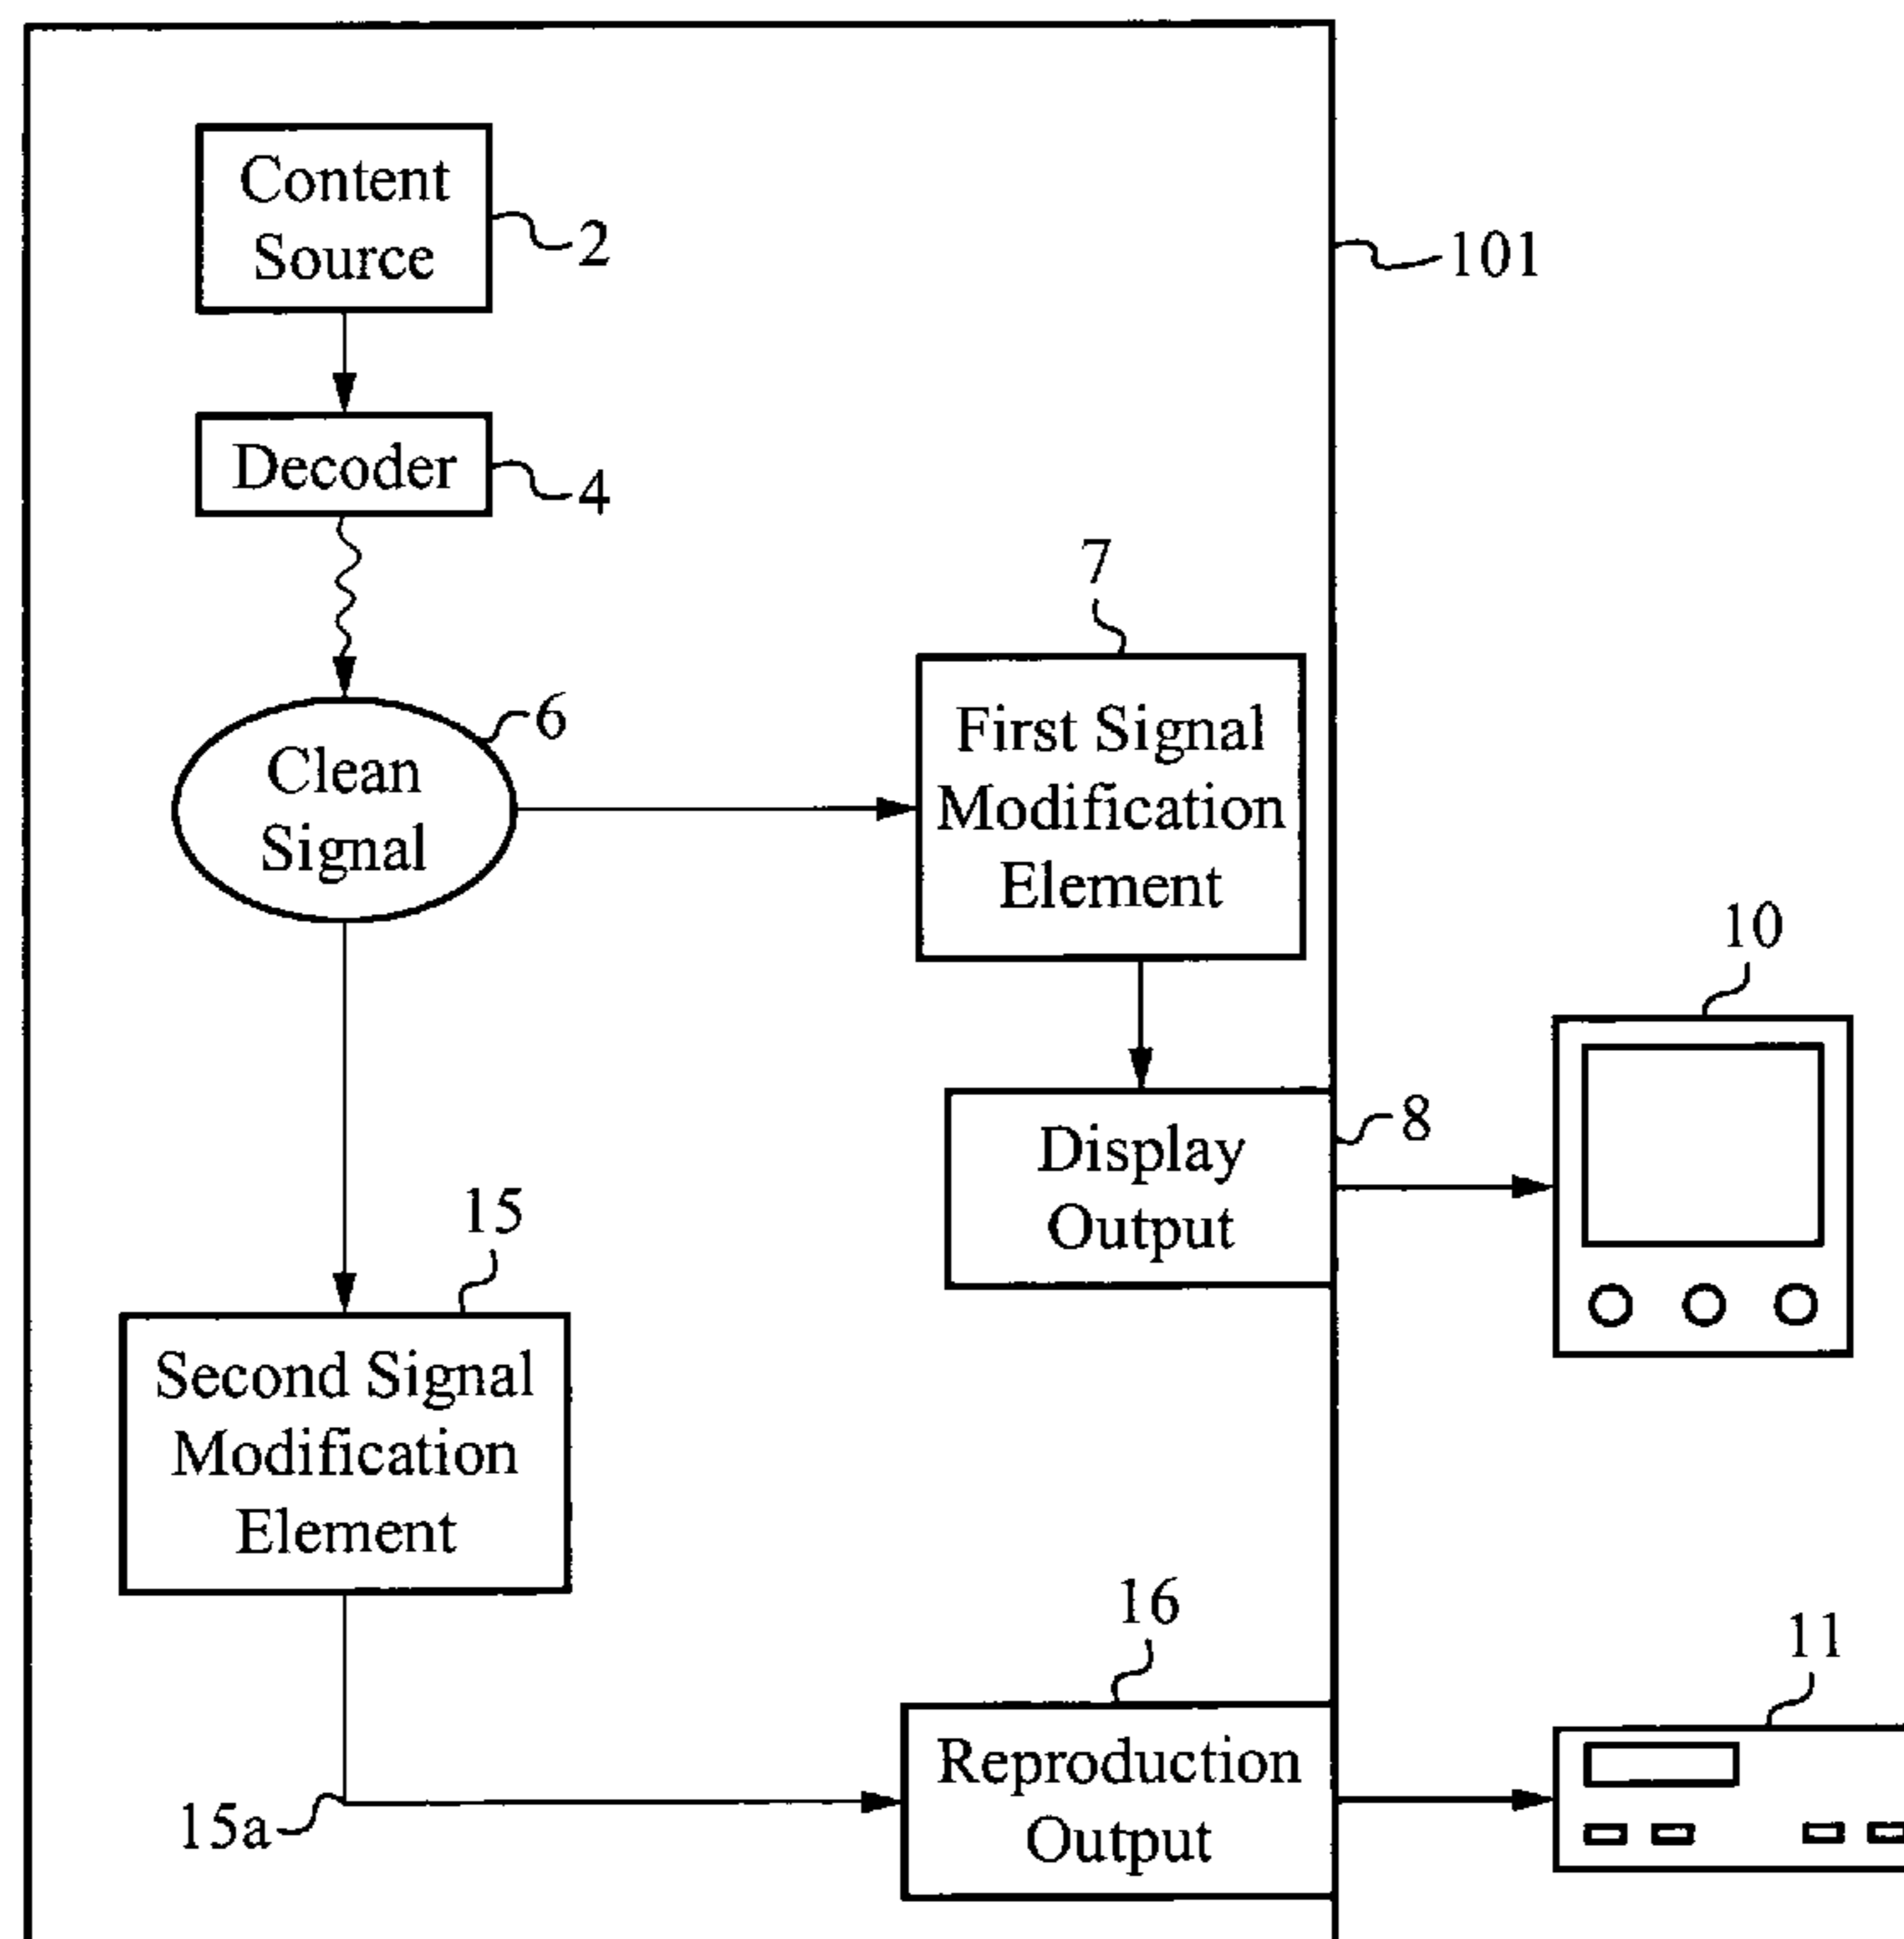 Content
Source
2
101
Decoder
4
7
6
Clean
Signal
First Signal
Modification
Element
10
8
Display
Output
15
Second Signal
Modification
Element
16
11
15a
Reproduction
Output